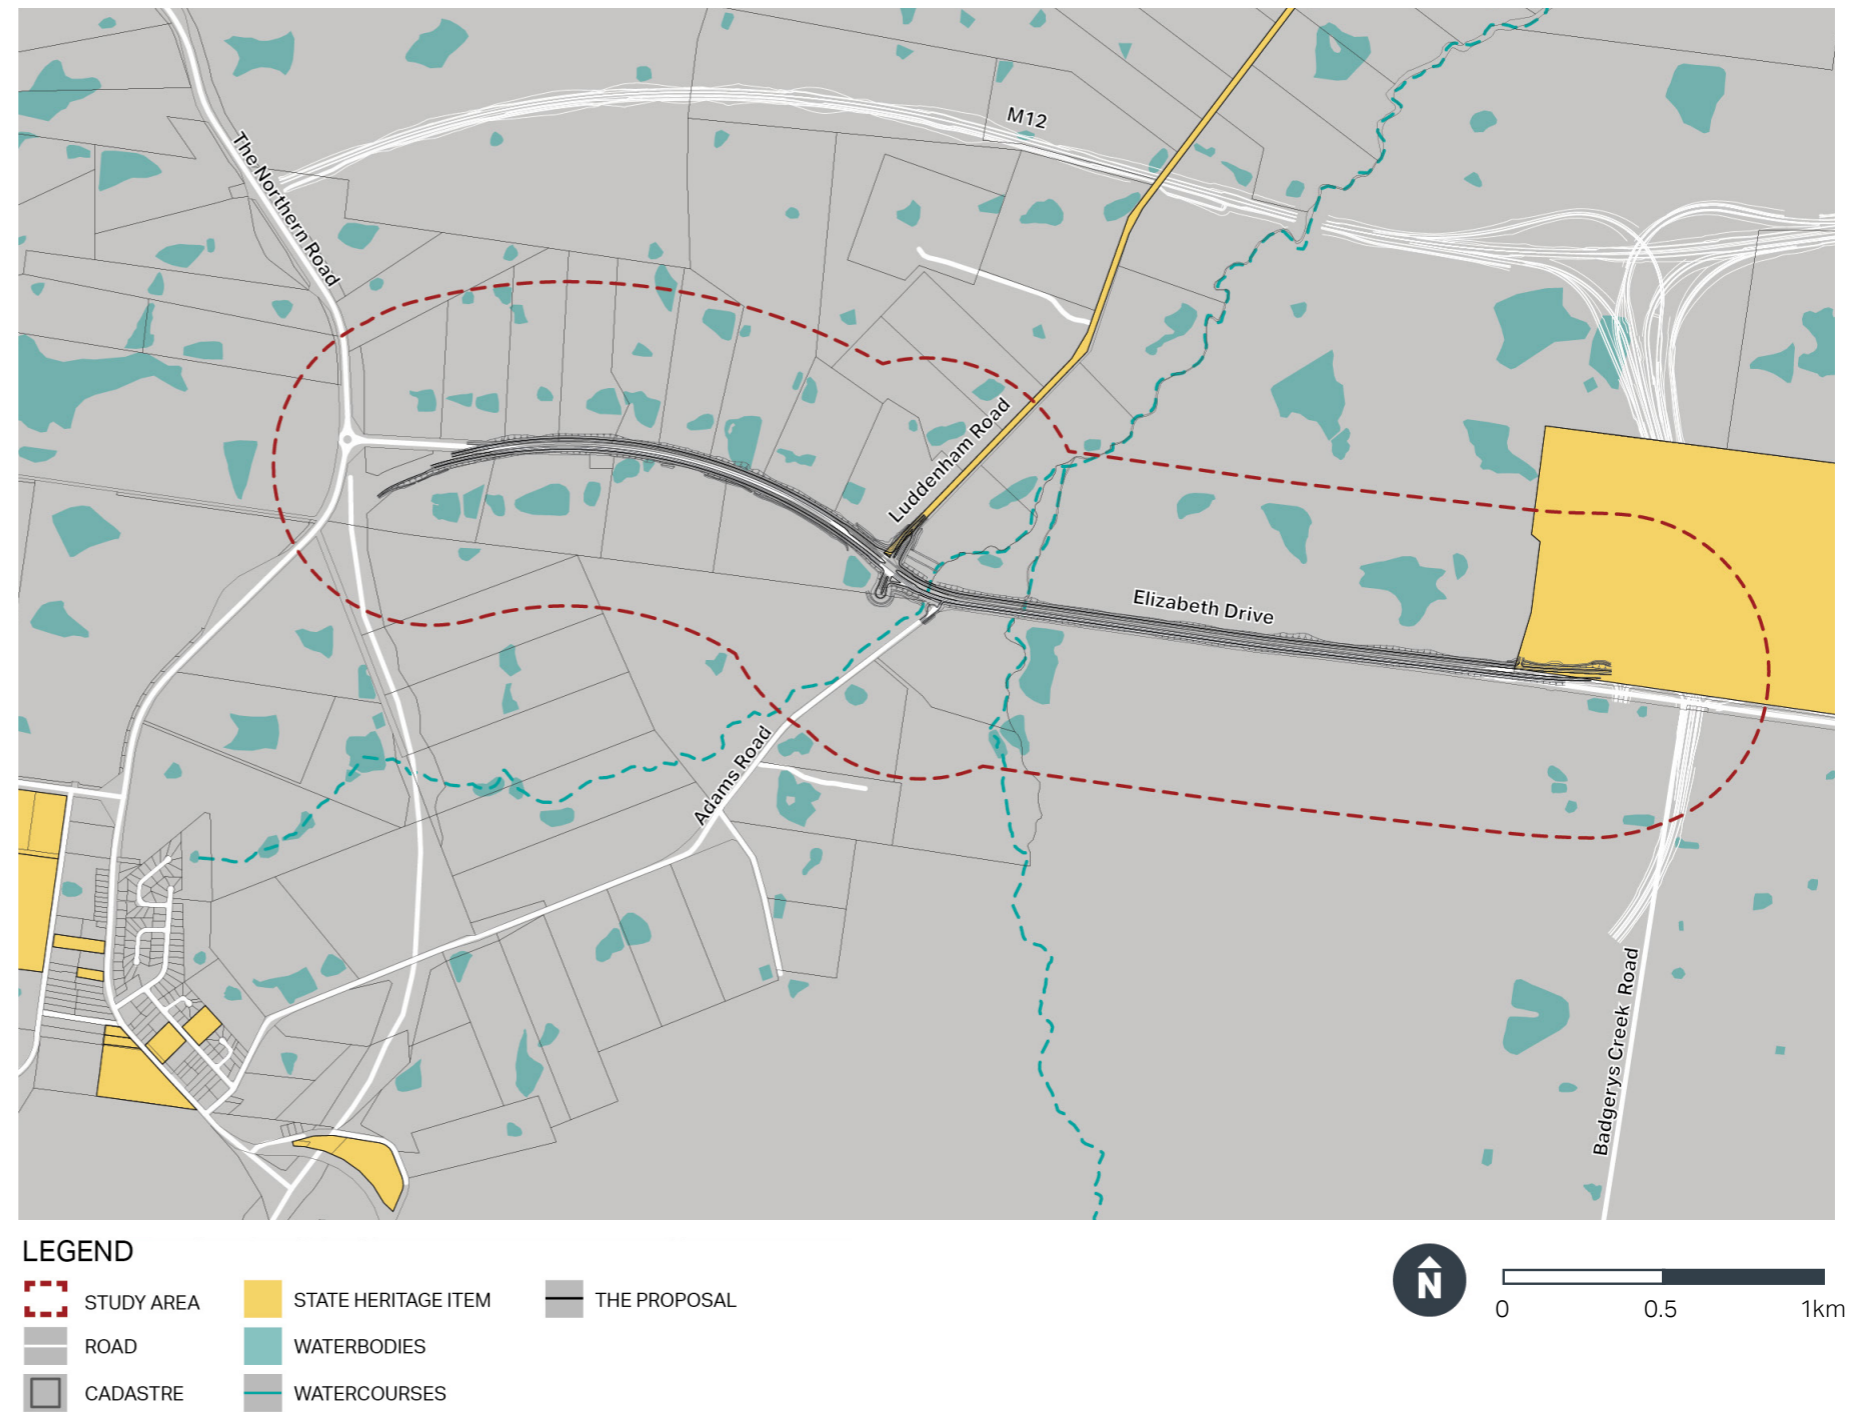 M12
The Northern Road
Luddenham Road
Elizabeth Drive
Adams Road
Badgerys Creek Road
LEGEND
STUDY AREA
ROAD
CADASTRE
STATE HERITAGE ITEM
WATERBODIES
WATERCOURSES
THE PROPOSAL
N
0 0.5 1km